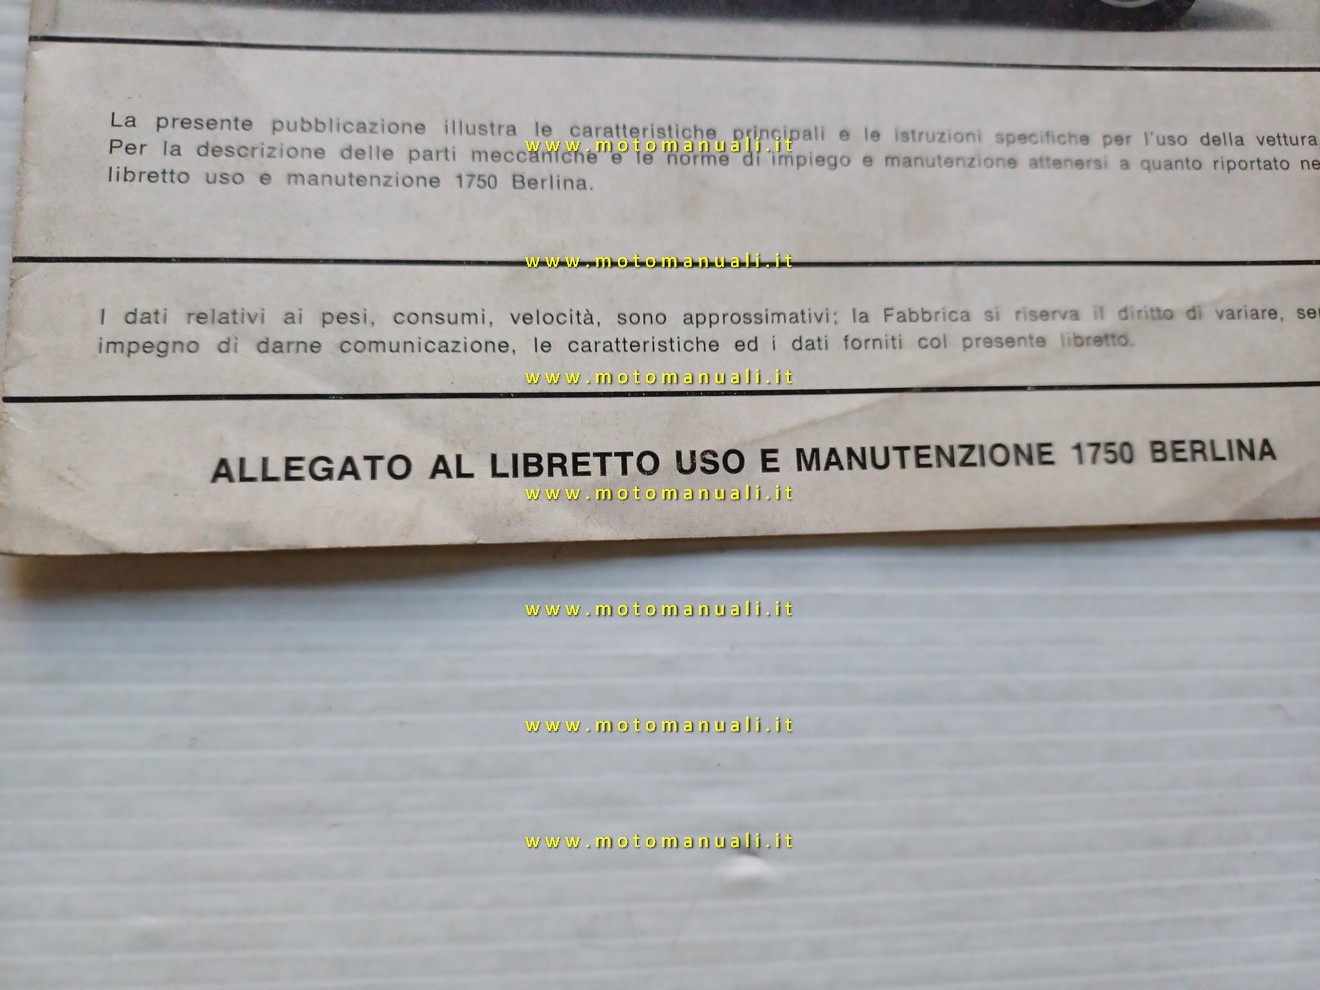 La presente pubblicazione illustra le caratteristiche principali e le istruzioni specifiche per l'uso della vettura
www.motomanuali.it
Per la descrizione delle parti meccaniche e le norme di impiego e manutenzione attenersi a quanto riportato
libretto uso e manutenzione 1750 Berlina.
www.motomanuali.it
I dati relativi ai pesi, consumi, velocità, sono approssimativi; la Fabbrica si riserva il diritto di variare,
impegno di darne comunicazione, le caratteristiche ed i dati forniti col presente libretto.
www.motomanuali.it
ALLEGATO AL LIBRETTO USO E MANUTENZIONE 1750 BERLINA
www.motomanuali.it
www.motomanuali.it
www.motomanuali.it
www.motomanuali.it